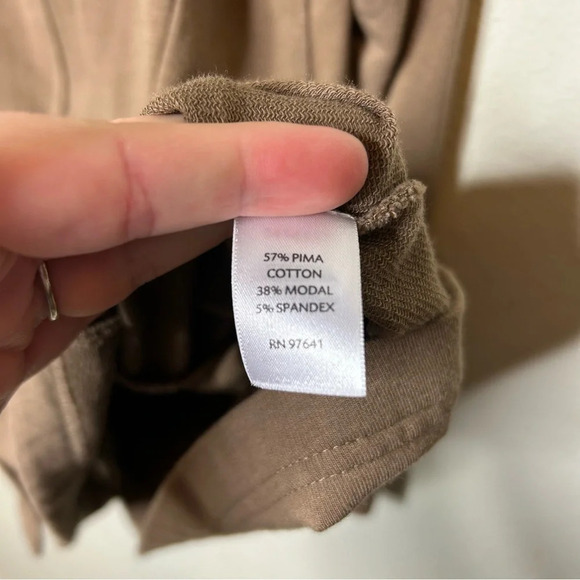 57% PIMA
COTTON
38% MODAL
5% SPANDEX
RN 97641